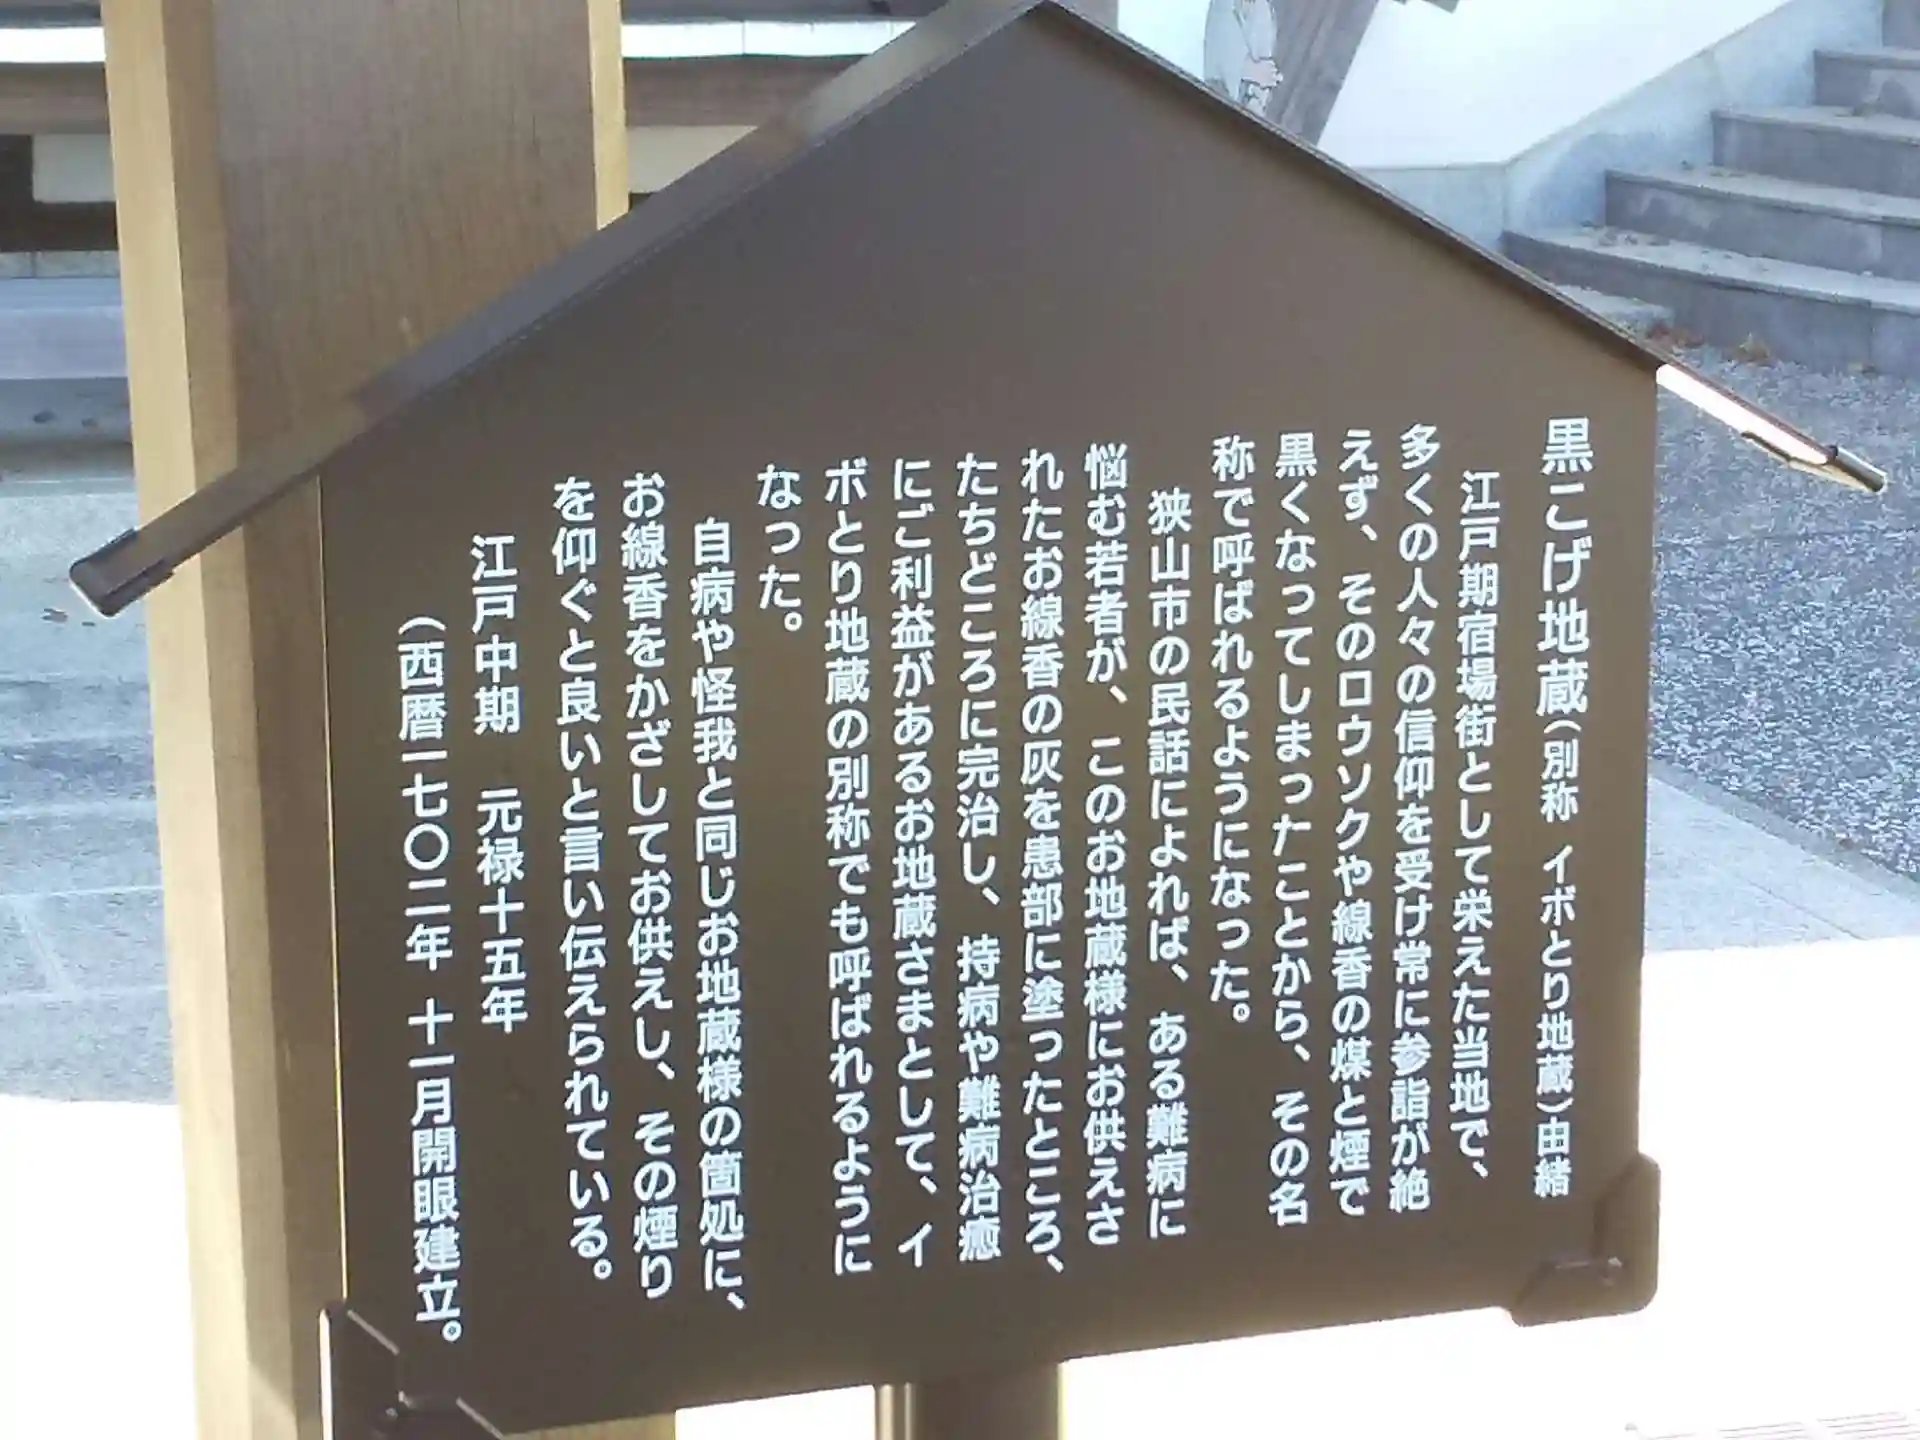 黒こげ地蔵(別称 イボとり地蔵)由緒
江戸期宿場街として栄えた当地で、
多くの人々の信仰を受け常に参詣が絶
えず、そのロウソクや線香の煤と煙で
黒くなってしまったことから、その名
称で呼ばれるようになった。
狭山市の民話によれば、ある難病に
悩む若者が、このお地蔵様にお供えさ
れたお線香の灰を患部に塗ったところ、
たちどころに完治し、持病や難病治癒
にご利益があるお地蔵さまとして、イ
ボとり地蔵の別称でも呼ばれるように
なった。
自病や怪我と同じお地蔵様の箇処に、
お線香をかざしてお供えし、その煙り
を仰ぐと良いと言い伝えられている。
江戸中期 元禄十五年
(西暦一七〇二年 十一月開眼建立。